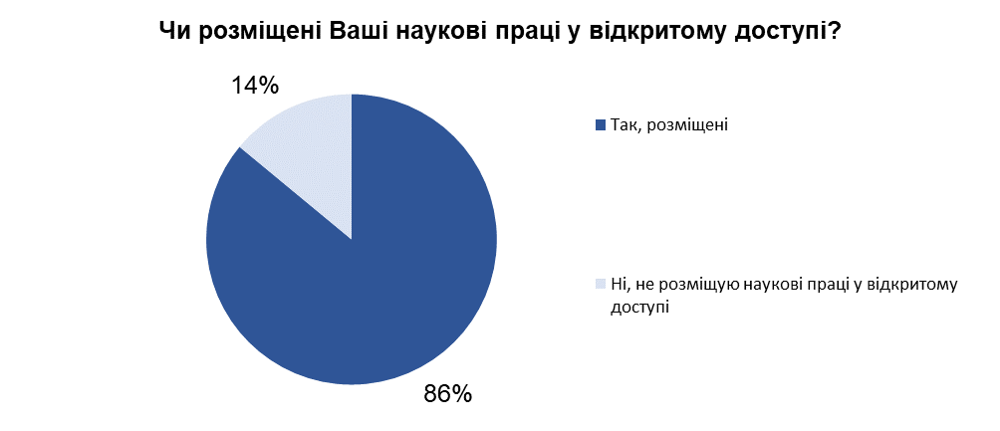 Чи розміщені Ваші наукові праці у відкритому доступі?
14%
Так, розміщені
Ні, не розміщую наукові праці у відкритому
доступі
86%